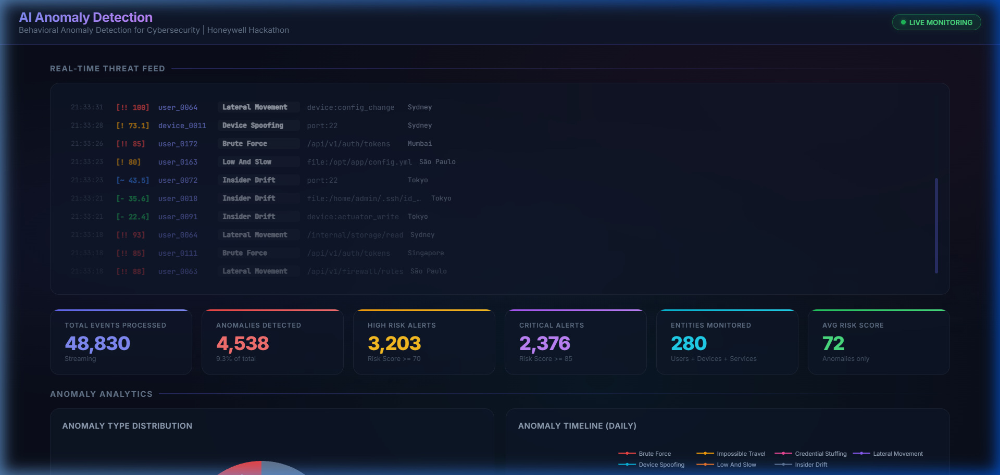 AI Anomaly Detection
Behavioral Anomaly Detection for Cybersecurity | Honeywell Hackathon
LIVE MONITORING
REAL-TIME THREAT FEED
21:33:31 [!! 100] user_0064 Lateral Movement device:config_change Sydney
21:33:28 [! 73.1] device_0011 Device Spoofing port:22 Sydney
21:33:26 [!! 85] user_0172 Brute Force /api/v1/auth/tokens Mumbai
21:33:23 [! 80] user_0163 Low And Slow file:/opt/app/config.yml São Paulo
21:33:23 [~ 43.5] user_0072 Insider Drift port:22 Tokyo
21:33:21 [- 35.6] user_0018 Insider Drift file:/home/admin/.ssh/id_… Tokyo
21:33:21 [- 22.4] user_0091 Insider Drift device:actuator_write Tokyo
21:33:18 [!! 93] user_0064 Lateral Movement /internal/storage/read Sydney
21:33:18 [!! 85] user_0111 Brute Force /api/v1/auth/tokens Singapore
21:33:18 [!! 88] user_0063 Lateral Movement /api/v1/firewall/rules São Paulo
TOTAL EVENTS PROCESSED
48,830
Streaming
ANOMALIES DETECTED
4,538
9.3% of total
HIGH RISK ALERTS
3,203
Risk Score >= 70
CRITICAL ALERTS
2,376
Risk Score >= 85
ENTITIES MONITORED
280
Users + Devices + Services
AVG RISK SCORE
72
Anomalies only
ANOMALY ANALYTICS
ANOMALY TYPE DISTRIBUTION
ANOMALY TIMELINE (DAILY)
Brute Force Impossible Travel Credential Stuffing Lateral Movement
Device Spoofing Low And Slow Insider Drift